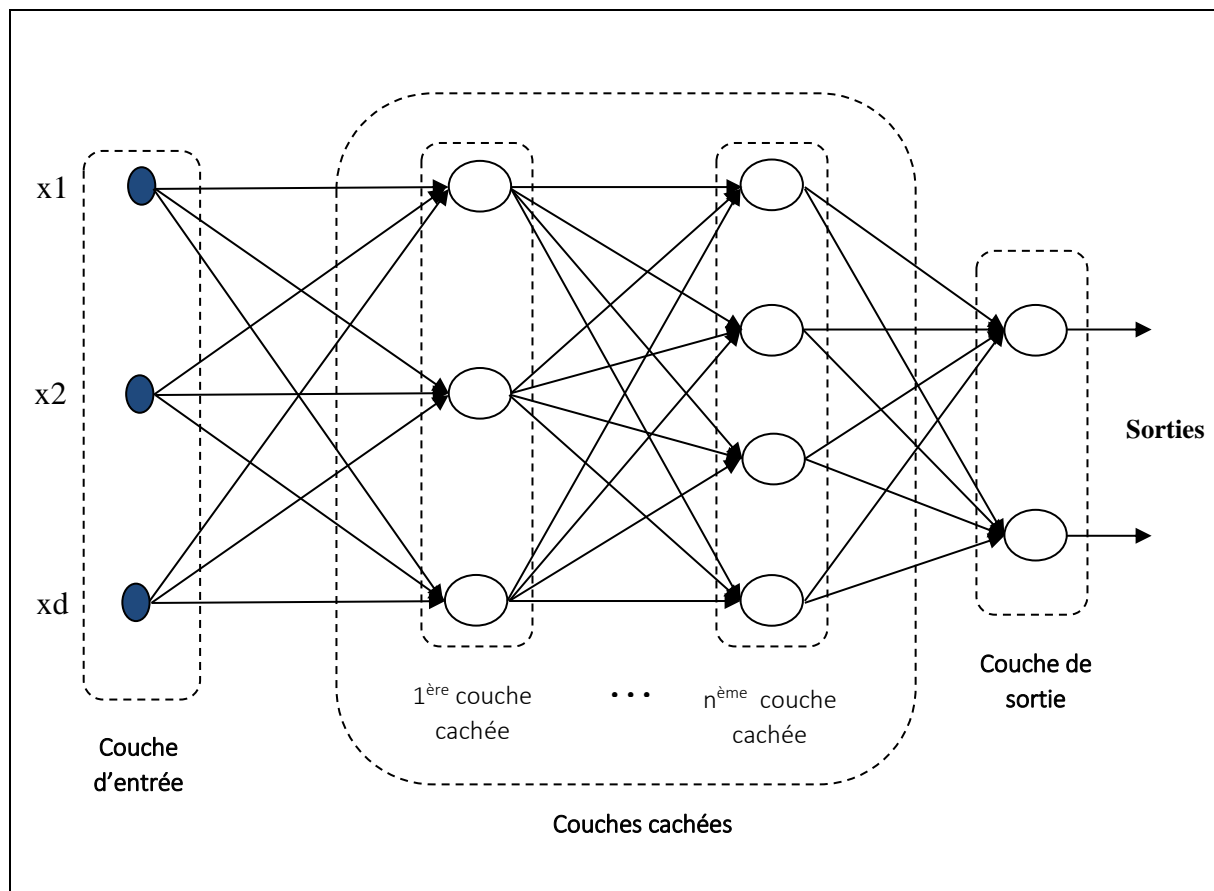 x1
x2
xd
Couche
d'entrée
1ère couche
cachée
...
nème couche
cachée
Couches cachées
Couche de
sortie
Sorties